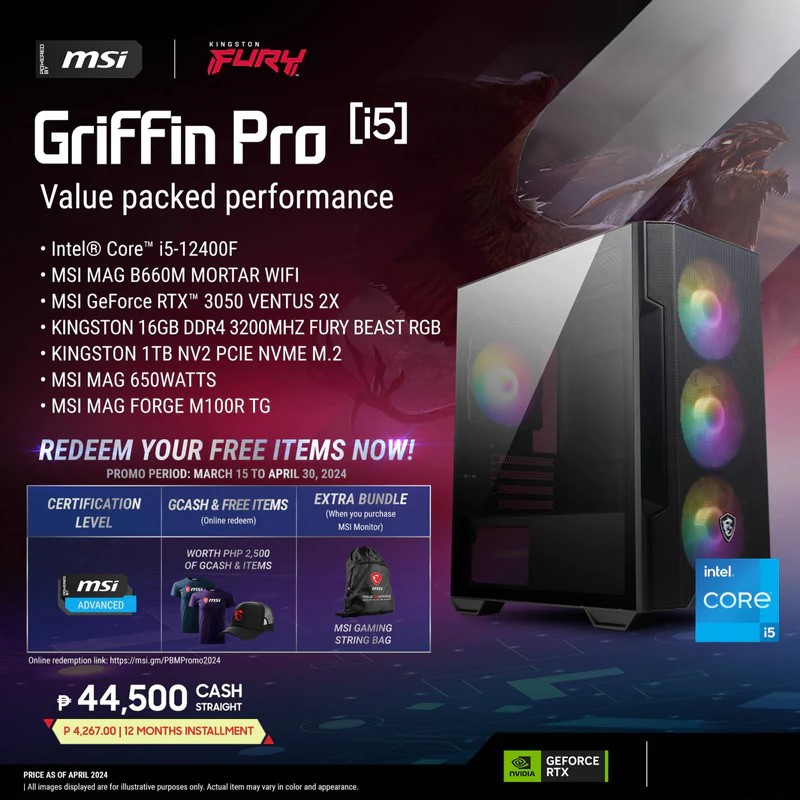 POWERED BY msi
KINGSTON
FURY
Griffin Pro [i5]
Value packed performance
• Intel® Core™ i5-12400F
• MSI MAG B660M MORTAR WIFI
• MSI GeForce RTX™ 3050 VENTUS 2X
• KINGSTON 16GB DDR4 3200MHZ FURY BEAST RGB
• KINGSTON 1TB NV2 PCIE NVME M.2
• MSI MAG 650WATTS
• MSI MAG FORGE M100R TG
REDEEM YOUR FREE ITEMS NOW!
PROMO PERIOD: MARCH 15 TO APRIL 30, 2024
CERTIFICATION
LEVEL
GCASH & FREE ITEMS
(Online redeem)
EXTRA BUNDLE
(When you purchase
MSI Monitor)
POWERED BY msi
ADVANCED
WORTH PHP 2,500
OF GCASH & ITEMS
msi
MSI GAMING
STRING BAG
Online redemption link: https://msi.gm/PBMPromo2024
₱ 44,500 CASH
STRAIGHT
P 4,267.00 | 12 MONTHS INSTALLMENT
intel.
CORE
i5
NVIDIA
GEFORCE
RTX
PRICE AS OF APRIL 2024
| All images displayed are for illustrative purposes only. Actual item may vary in color and appearance.